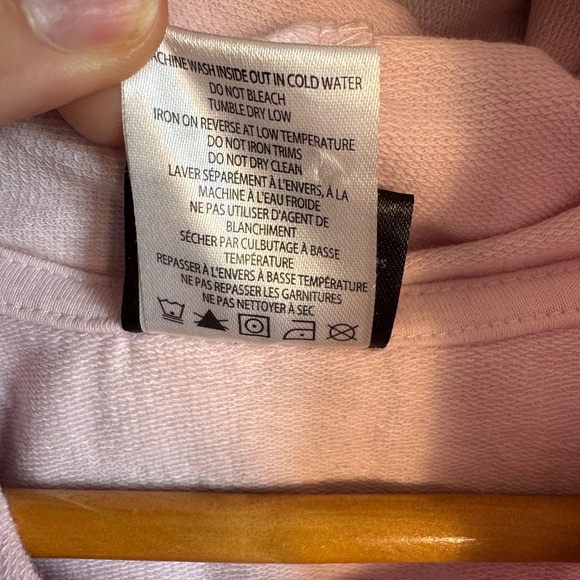 WASH INSIDE OUT IN COLD WATER
DO NOT BLEACH
TUMBLE DRY LOW
IRON ON REVERSE AT LOW TEMPERATURE
DO NOT IRON TRIMS
DO NOT DRY CLEAN
LAVER SÉPARÉMENT À L'ENVERS, À LA
MACHINE À L'EAU FROIDE
NE PAS UTILISER D'AGENT DE
BLANCHIMENT
SÉCHER PAR CULBUTAGE À BASSE
TEMPÉRATURE
REPASSER À L'ENVERS À BASSE TEMPÉRATURE
NE PAS REPASSER LES GARNITURES
NE PAS NETTOYER À SEC